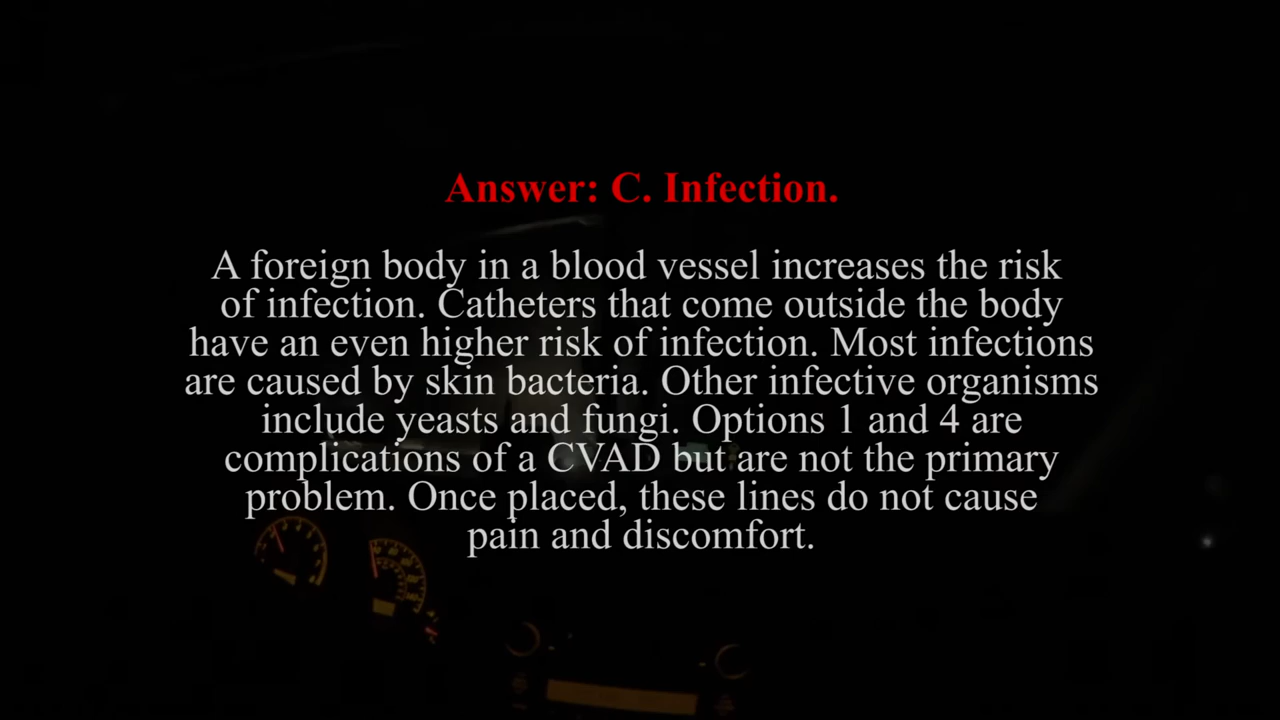 Answer: C. Infection.
A foreign body in a blood vessel increases the risk
of infection. Catheters that come outside the body
have an even higher risk of infection. Most infections
are caused by skin bacteria. Other infective organisms
include yeasts and fungi. Options 1 and 4 are
complications of a CVAD but are not the primary
problem. Once placed, these lines do not cause
pain and discomfort.